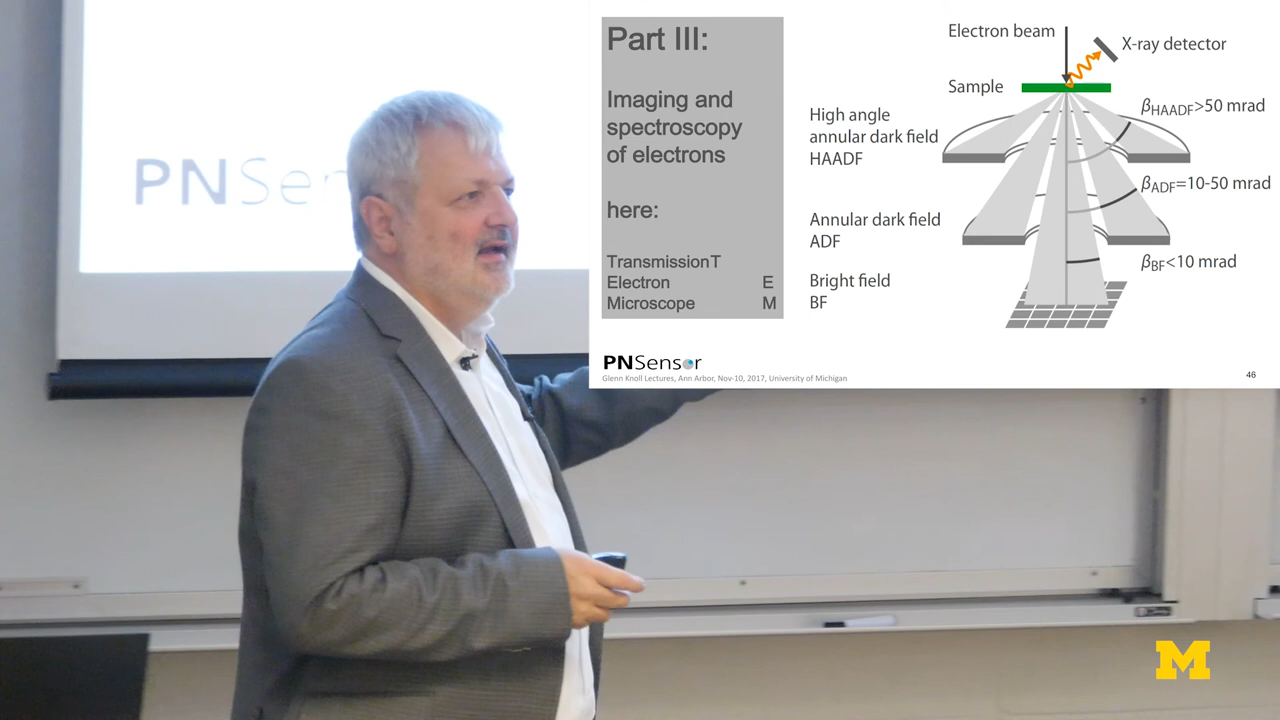 PNSen
Part III:
Imaging and
spectroscopy
of electrons
here:
Transmission T
Electron E
Microscope M
Electron beam
X-ray detector
Sample
High angle
annular dark field
HAADF
βHAADF>50 mrad
βADF=10-50 mrad
Annular dark field
ADF
βBF<10 mrad
Bright field
BF
PNSensor
Glenn Knoll Lectures, Ann Arbor, Nov-10, 2017, University of Michigan
46
M